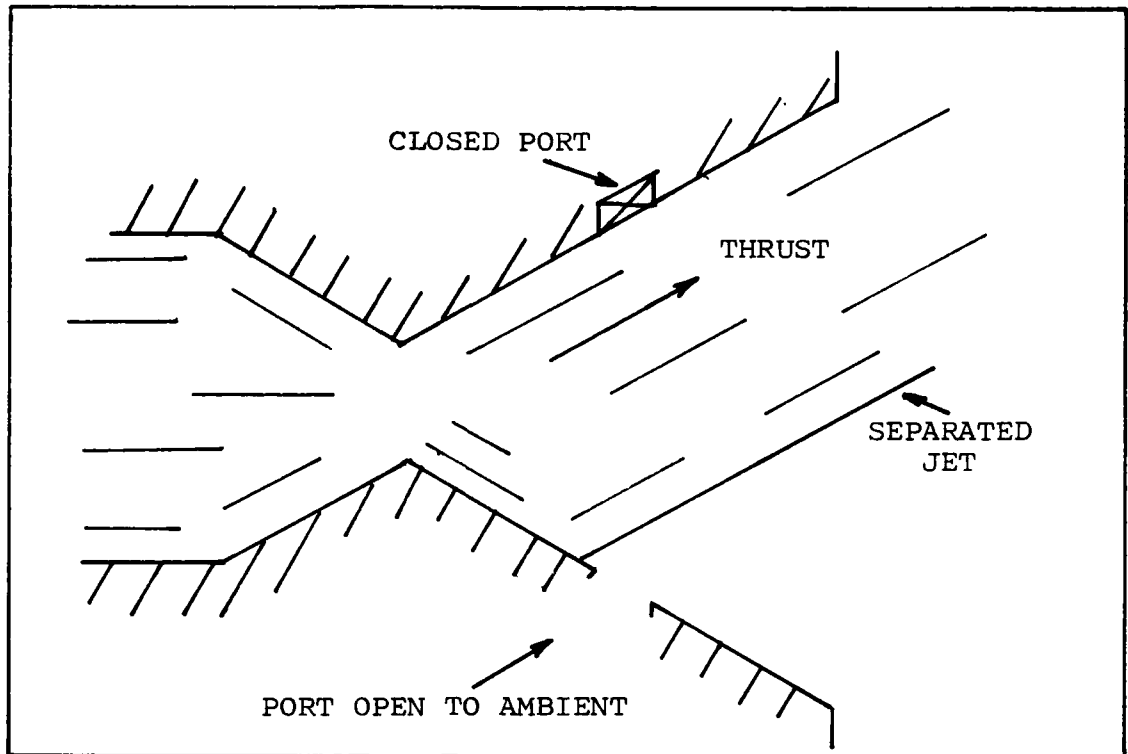 CLOSED PORT
THRUST
SEPARATED
JET
PORT OPEN TO AMBIENT